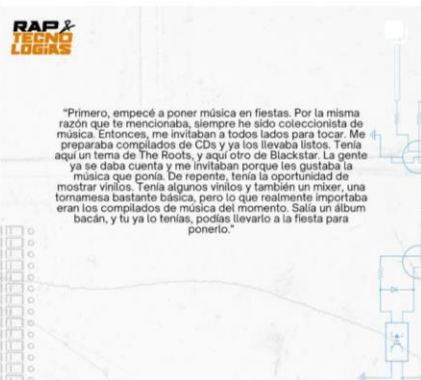 RAP &
TECNO
LOGÍAS
"Primero, empecé a poner música en fiestas. Por la misma
razón que te mencionaba, siempre he sido coleccionista de
música. Entonces, me invitaban a todos lados para tocar. Me
preparaba compilados de CDs y ya los llevaba listos. Tenía
aquí un tema de The Roots, y aquí otro de Blackstar. La gente
ya se daba cuenta y me invitaban porque les gustaba la
música que ponía. De repente, tenía la oportunidad de
mostrar vinilos. Tenía algunos vinilos y también un mixer, una
tornamesa bastante básica, pero lo que realmente importaba
eran los compilados de música del momento. Salía un álbum
bacán, y tu ya lo tenías, podías llevarlo a la fiesta para
ponerlo."